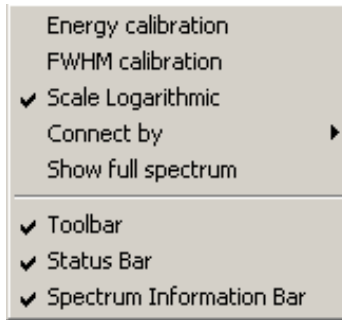 Energy calibration
FWHM calibration
Scale Logarithmic
Connect by
Show full spectrum
Toolbar
Status Bar
Spectrum Information Bar